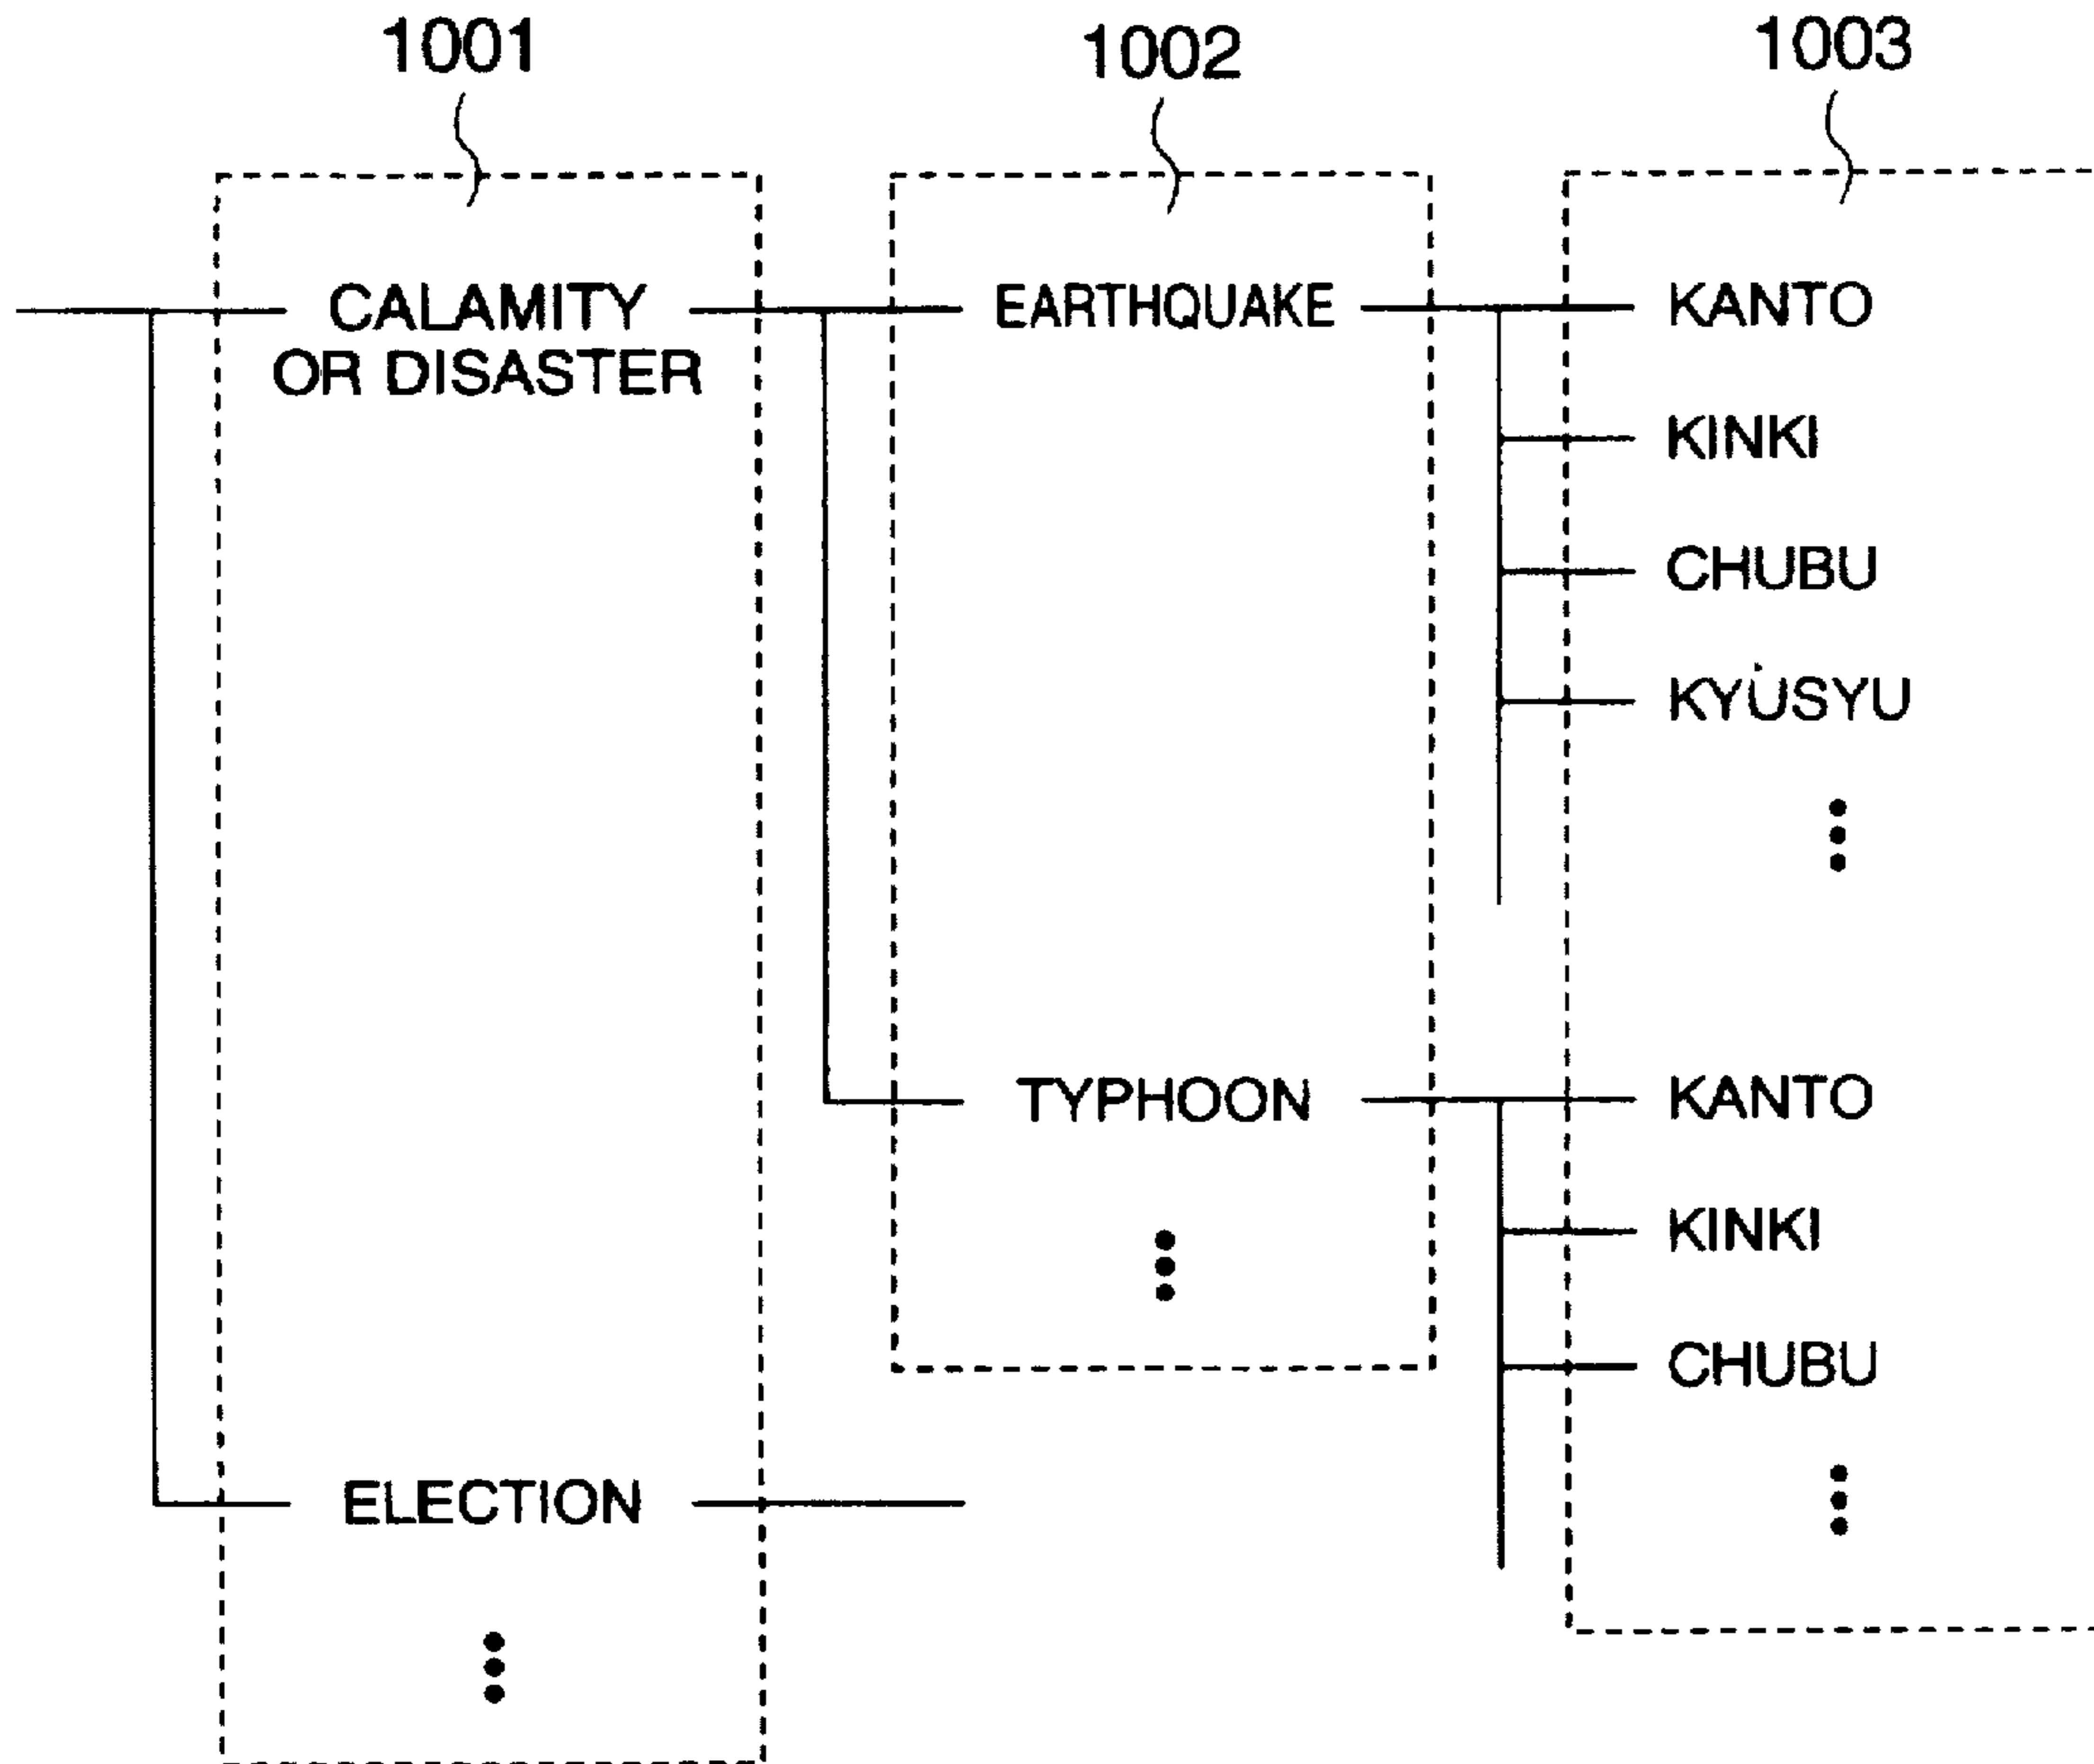 1001
1002
1003
CALAMITY
OR DISASTER
EARTHQUAKE
KANTO
KINKI
CHUBU
KYUSYU
TYPHOON
KANTO
KINKI
CHUBU
ELECTION